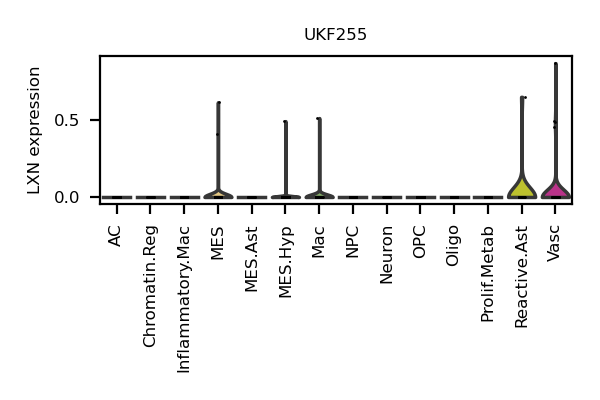 UKF255
LXN expression
0.5
0.0
AC
Chromatin.Reg
Inflammatory.Mac
MES
MES.Ast
MES.Hyp
Mac
NPC
Neuron
OPC
Oligo
Prolif.Metab
Reactive.Ast
Vasc